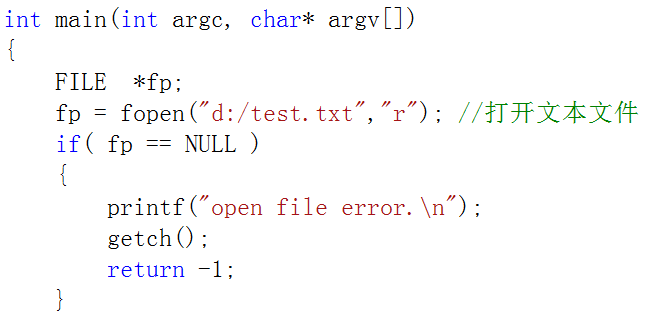 int main(int argc, char* argv[])
{
    FILE  *fp;
    fp = fopen("d:/test.txt","r"); //打开文本文件
    if( fp == NULL )
    {
        printf("open file error.\n");
        getch();
        return -1;
    }